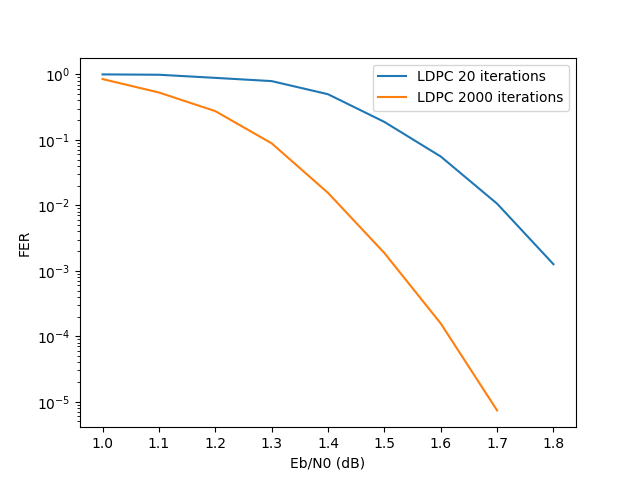 LDPC 20 iterations
LDPC 2000 iterations
10⁰
10⁻¹
10⁻²
10⁻³
10⁻⁴
10⁻⁵
FER
1.0 1.1 1.2 1.3 1.4 1.5 1.6 1.7 1.8
Eb/N0 (dB)